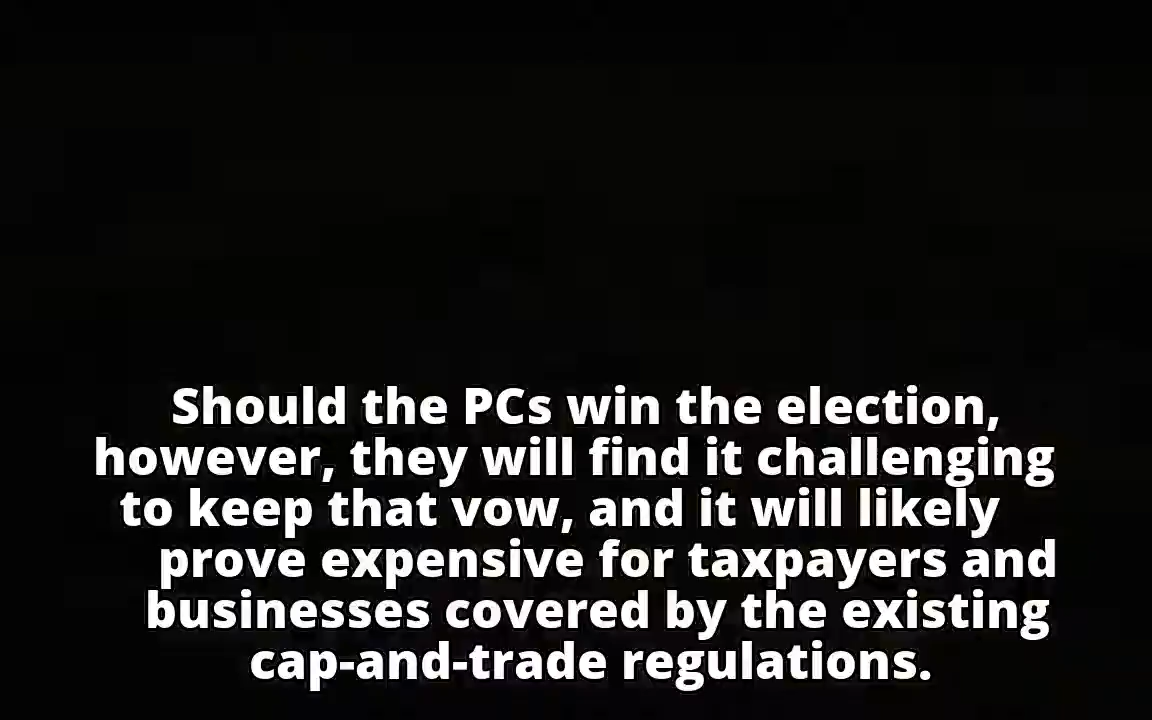 Should the PCs win the election,
however, they will find it challenging
to keep that vow, and it will likely
prove expensive for taxpayers and
businesses covered by the existing
cap-and-trade regulations.